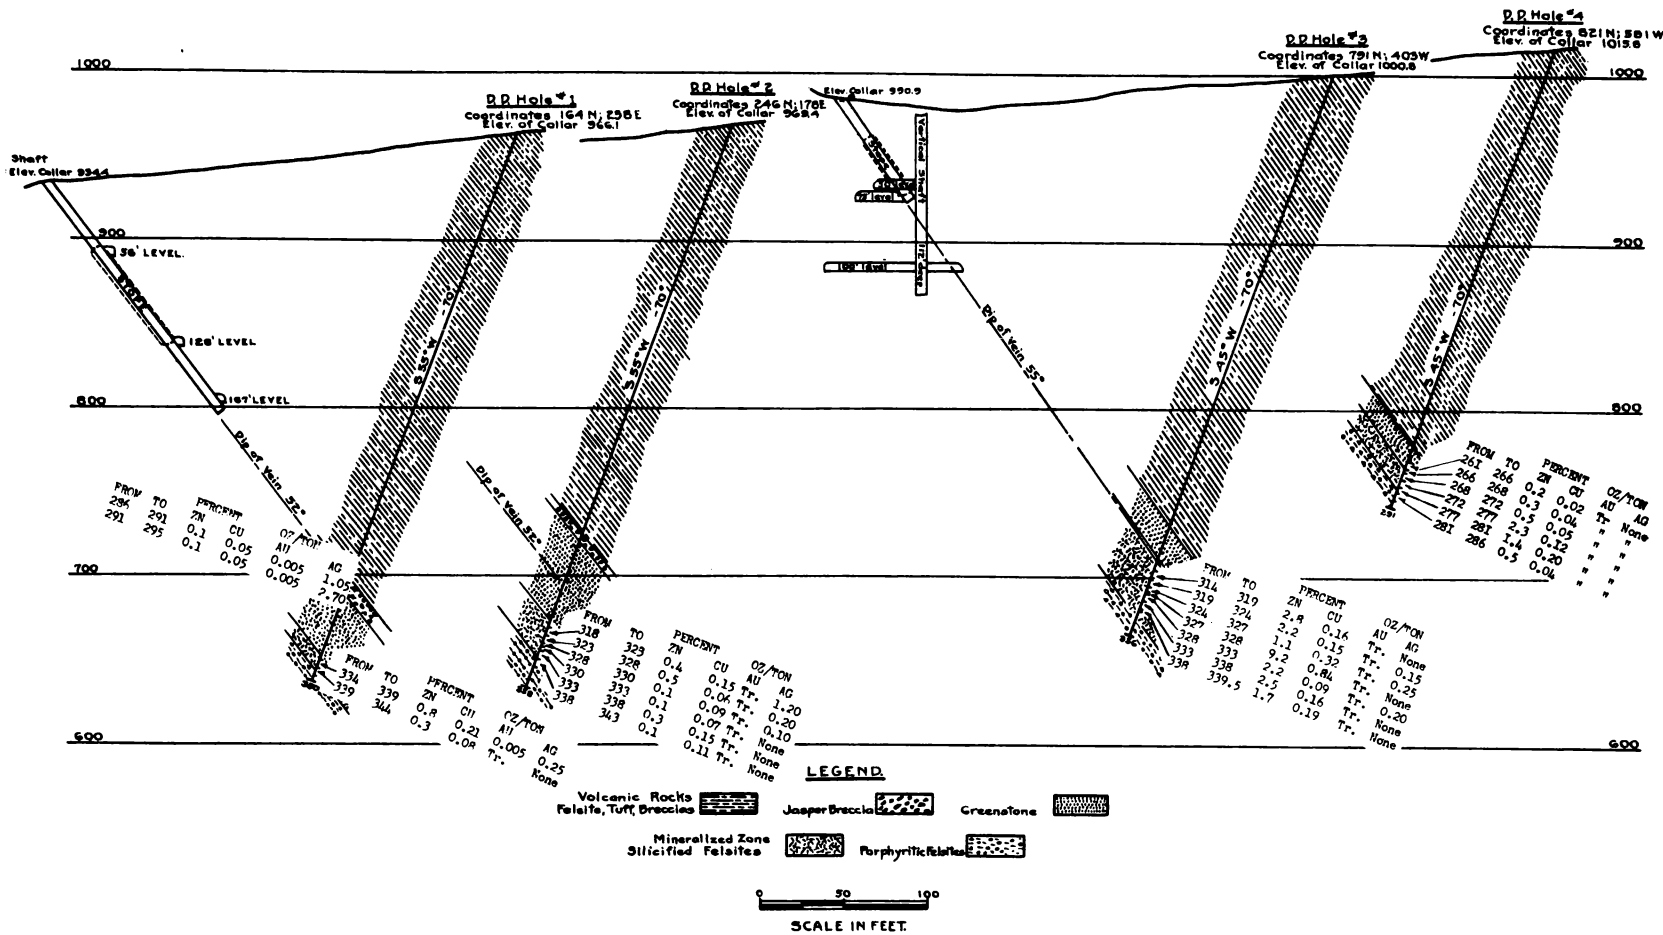 D.D. Hole #4
Coordinates 821 N; 581 W
Elev. of Collar 1015.8
D.D. Hole #3
Coordinates 791 N; 403 W
Elev. of Collar 1000.8
1000
1000
D.D. Hole #1
Coordinates 164 N; 298 E
Elev. of Collar 966.1
D.D. Hole #2
Coordinates 246 N; 178 E
Elev. of Collar 969.4
Elev. Collar 990.9
Shaft
Elev. Collar 934.4
Vertical Shaft
112' deep
72' level
100' level
900
900
56' LEVEL
STOPE
128' LEVEL
167' LEVEL
S 55° W -70°
S 55° W -70°
S 45° W -70°
S 45° W -70°
Dip of Vein 55°
800
800
Dip of Vein 52°
Dip of Vein 52°
700
FROM TO PERCENT OZ/TON
ZN CU AU AG
286 291 0.1 0.05 0.005 1.05
291 295 0.1 0.05 0.005 2.70
FROM TO PERCENT OZ/TON
ZN CU AU AG
334 339 0.8 0.21 0.005 0.25
339 344 0.3 0.08 Tr. None
FROM TO PERCENT OZ/TON
ZN CU AU AG
318 323 0.4 0.15 Tr. 1.20
323 328 0.5 0.06 Tr. 0.20
328 330 0.1 0.09 Tr. 0.10
330 333 0.1 0.07 Tr. None
333 338 0.3 0.15 Tr. None
338 343 0.1 0.11 Tr. None
FROM TO PERCENT OZ/TON
ZN CU AU AG
314 319 2.8 0.16 Tr. None
319 324 2.2 0.15 Tr. 0.15
324 327 1.1 0.32 Tr. 0.25
327 328 9.2 0.84 Tr. None
328 333 2.2 0.09 Tr. 0.20
333 338 2.5 0.16 Tr. None
338 339.5 1.7 0.19 Tr. None
FROM TO PERCENT OZ/TON
ZN CU AU AG
261 266 0.2 0.02 Tr None
266 268 0.3 0.04 " "
268 272 0.5 0.05 " "
272 277 2.3 0.12 " "
277 281 1.4 0.20 " "
281 286 0.5 0.04 " "
291
600
600
LEGEND
Volcanic Rocks
Felsite, Tuff, Breccias
Jasper Breccia
Greenstone
Mineralized Zone
Silicified Felsites
Porphyritic Felsites
0 50 100
SCALE IN FEET.